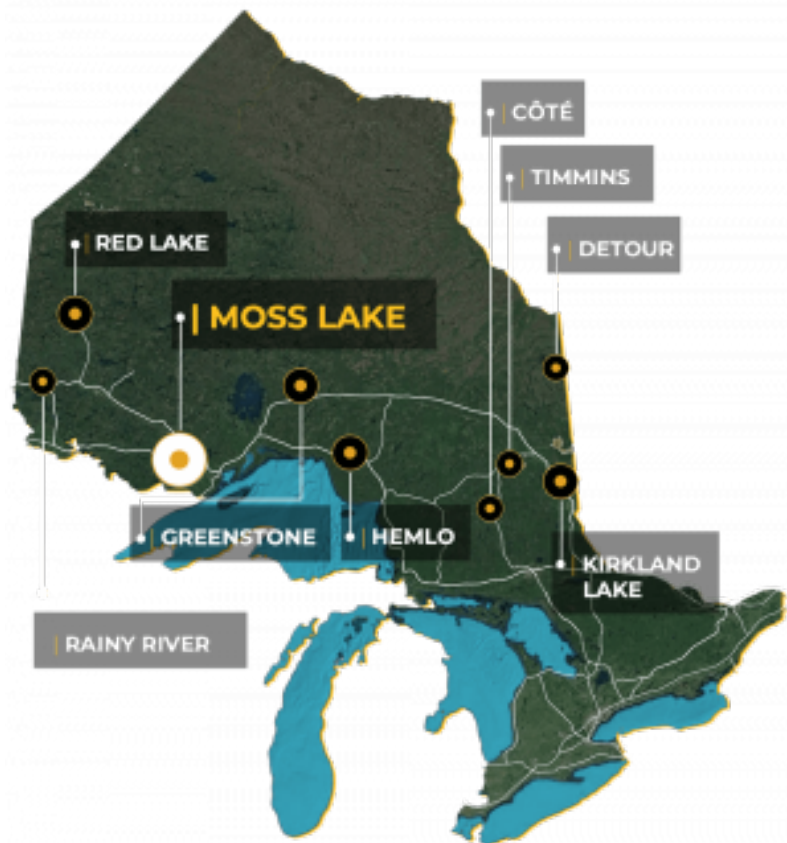 CÔTÉ
TIMMINS
RED LAKE
DETOUR
MOSS LAKE
GREENSTONE
HEMLO
KIRKLAND
LAKE
RAINY RIVER